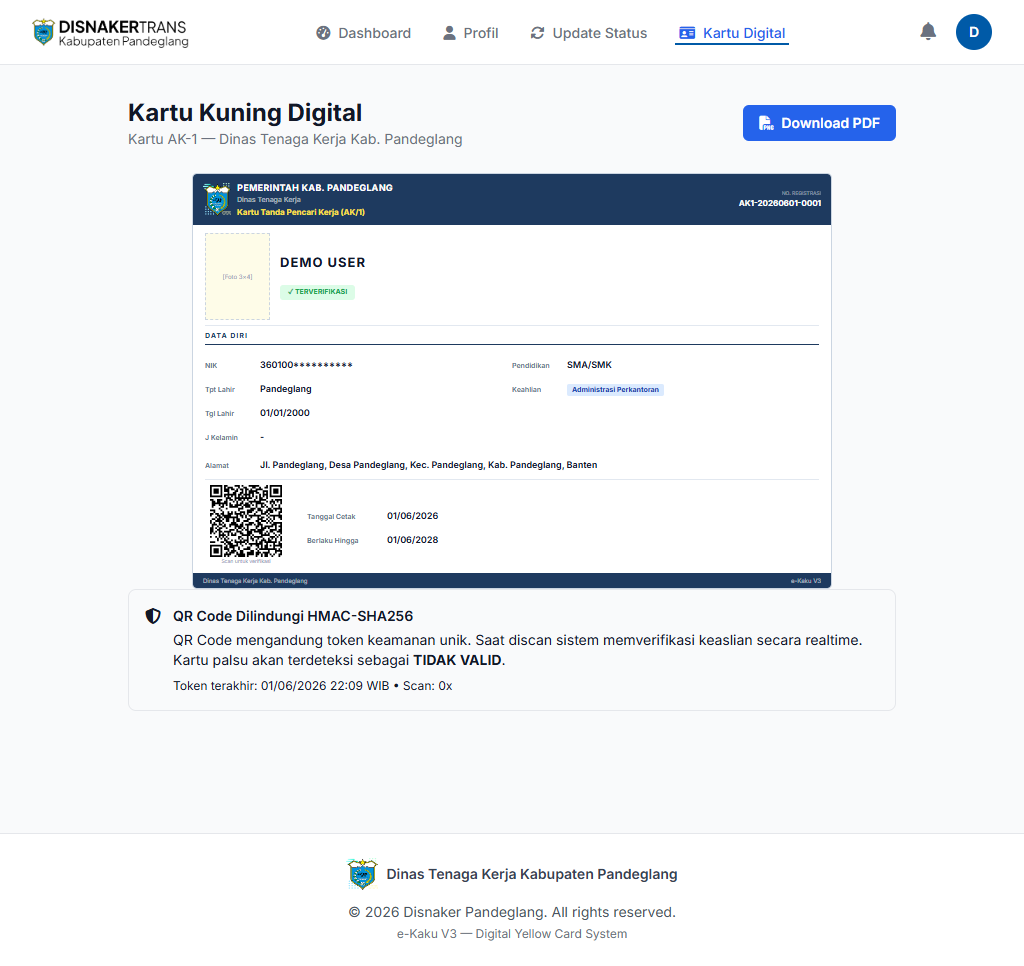 DISNAKERTRANS
Kabupaten Pandeglang
Dashboard
Profil
Update Status
Kartu Digital
D
Kartu Kuning Digital
Kartu AK-1 — Dinas Tenaga Kerja Kab. Pandeglang
Download PDF
PEMERINTAH KAB. PANDEGLANG
Dinas Tenaga Kerja
Kartu Tanda Pencari Kerja (AK/1)
NO. REGISTRASI
AK1-20260601-0001
[Foto 3×4]
DEMO USER
✓ TERVERIFIKASI
DATA DIRI
NIK 360100**********
Tpt Lahir Pandeglang
Tgl Lahir 01/01/2000
J Kelamin -
Pendidikan SMA/SMK
Keahlian Administrasi Perkantoran
Alamat Jl. Pandeglang, Desa Pandeglang, Kec. Pandeglang, Kab. Pandeglang, Banten
Scan untuk verifikasi
Tanggal Cetak 01/06/2026
Berlaku Hingga 01/06/2028
Dinas Tenaga Kerja Kab. Pandeglang
e-Kaku V3
QR Code Dilindungi HMAC-SHA256
QR Code mengandung token keamanan unik. Saat discan sistem memverifikasi keaslian secara realtime.
Kartu palsu akan terdeteksi sebagai TIDAK VALID.
Token terakhir: 01/06/2026 22:09 WIB • Scan: 0x
Dinas Tenaga Kerja Kabupaten Pandeglang
© 2026 Disnaker Pandeglang. All rights reserved.
e-Kaku V3 — Digital Yellow Card System